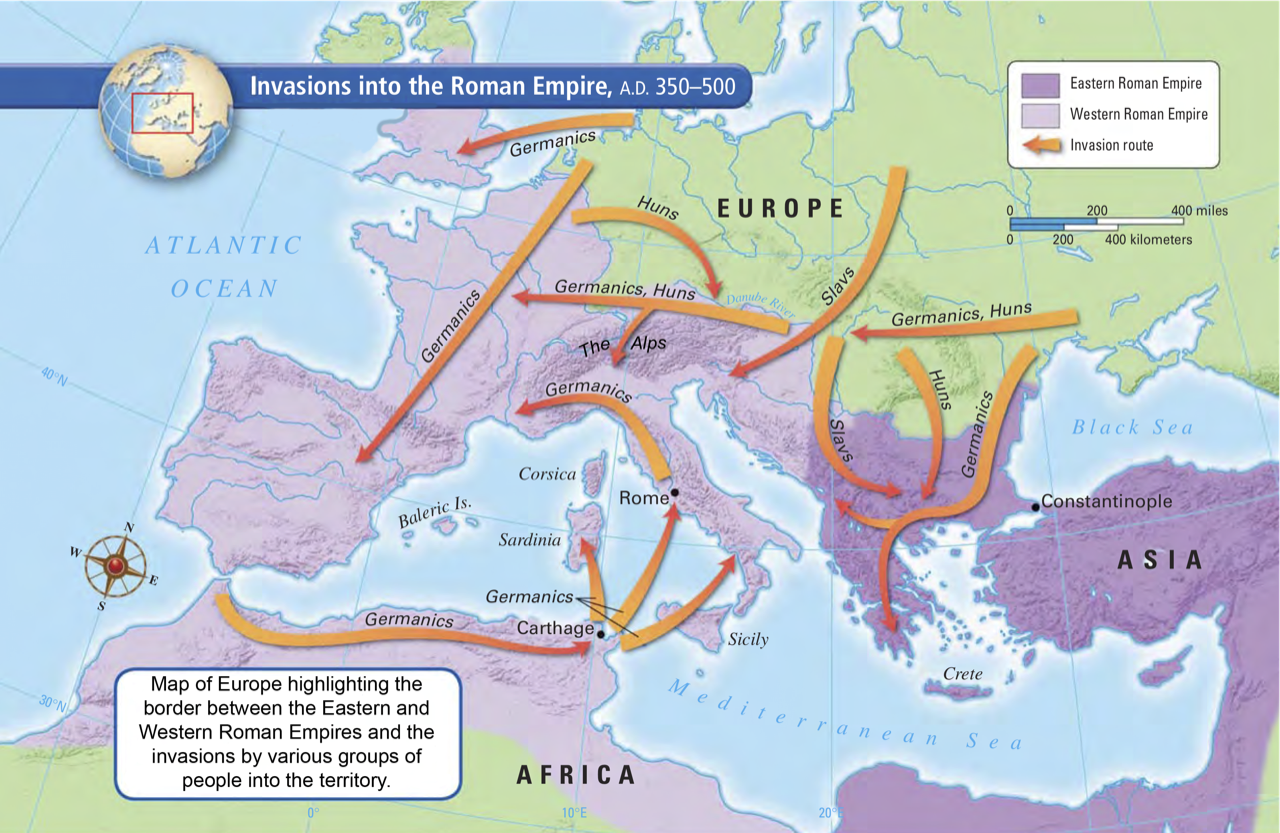 Invasions into the Roman Empire, A.D. 350–500
Eastern Roman Empire
Western Roman Empire
Invasion route
0 200 400 miles
0 200 400 kilometers
Germanics
EUROPE
Huns
ATLANTIC
OCEAN
Germanics
Germanics, Huns
Danube River
Slavs
Germanics, Huns
The Alps
40°N
Germanics
Huns
Germanics
Slavs
Black Sea
Corsica
Rome
Constantinople
Baleric Is.
Sardinia
N
W
E
S
ASIA
Germanics
Germanics
Carthage
Sicily
Crete
Mediterranean Sea
30°N
Map of Europe highlighting the
border between the Eastern and
Western Roman Empires and the
invasions by various groups of
people into the territory.
AFRICA
0°
10°E
20°E